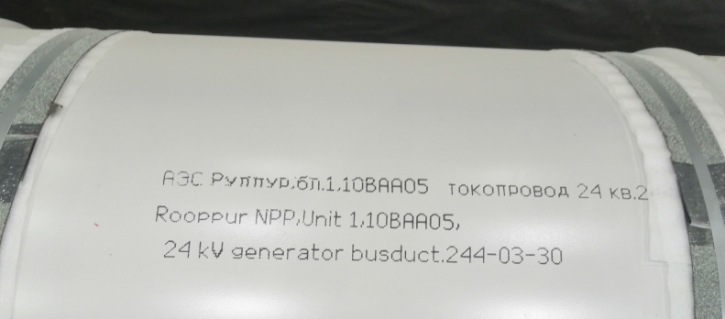 АЭС Руппур,бл.1,10BAA05 токопровод 24 кв.2
Rooppur NPP,Unit 1,10BAA05,
24 kV generator busduct.244-03-30